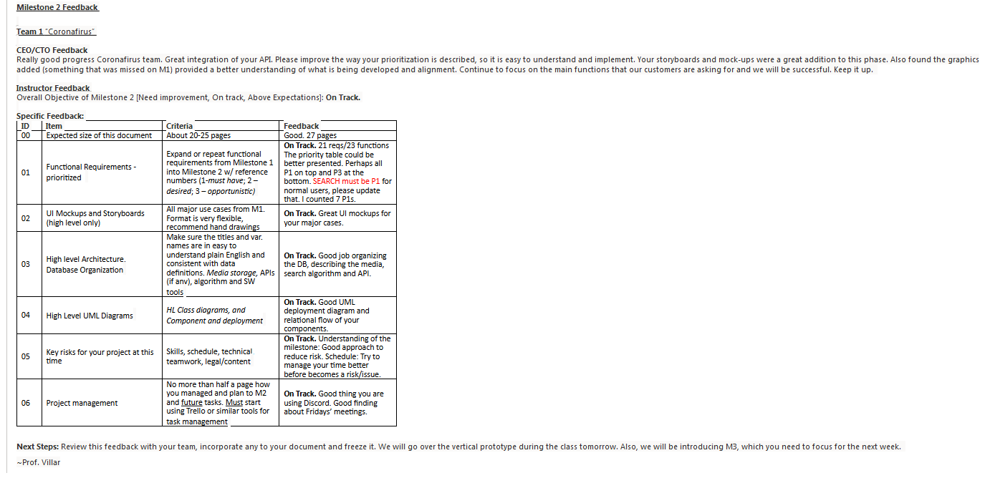 Milestone 2 Feedback
Team 1 "Coronafirus"
CEO/CTO Feedback
Really good progress Coronafirus team. Great integration of your API. Please improve the way your prioritization is described, so it is easy to understand and implement. Your storyboards and mock-ups were a great addition to this phase. Also found the graphics
added (something that was missed on M1) provided a better understanding of what is being developed and alignment. Continue to focus on the main functions that our customers are asking for and we will be successful. Keep it up.
Instructor Feedback
Overall Objective of Milestone 2 [Need improvement, On track, Above Expectations]: On Track.
Specific Feedback:
ID Item Criteria Feedback
00 Expected size of this document About 20-25 pages Good. 27 pages
01
Functional Requirements -
prioritized
Expand or repeat functional
requirements from Milestone 1
into Milestone 2 w/ reference
numbers (1-must have; 2 –
desired; 3 – opportunistic)
On Track. 21 reqs/23 functions
The priority table could be
better presented. Perhaps all
P1 on top and P3 at the
bottom. SEARCH must be P1 for
normal users, please update
that. I counted 7 P1s.
02
UI Mockups and Storyboards
(high level only)
All major use cases from M1.
Format is very flexible,
recommend hand drawings
On Track. Great UI mockups for
your major cases.
03
High level Architecture.
Database Organization
Make sure the titles and var.
names are in easy to
understand plain English and
consistent with data
definitions. Media storage, APIs
(if any), algorithm and SW
tools
On Track. Good job organizing
the DB, describing the media,
search algorithm and API.
04
High Level UML Diagrams
HL Class diagrams, and
Component and deployment
On Track. Good UML
deployment diagram and
relational flow of your
components.
05
Key risks for your project at this
time
Skills, schedule, technical
teamwork, legal/content
On Track. Understanding of the
milestone: Good approach to
reduce risk. Schedule: Try to
manage your time better
before becomes a risk/issue.
06
Project management
No more than half a page how
you managed and plan to M2
and future tasks. Must start
using Trello or similar tools for
task management
On Track. Good thing you are
using Discord. Good finding
about Fridays' meetings.
Next Steps: Review this feedback with your team, incorporate any to your document and freeze it. We will go over the vertical prototype during the class tomorrow. Also, we will be introducing M3, which you need to focus for the next week.
~Prof. Villar